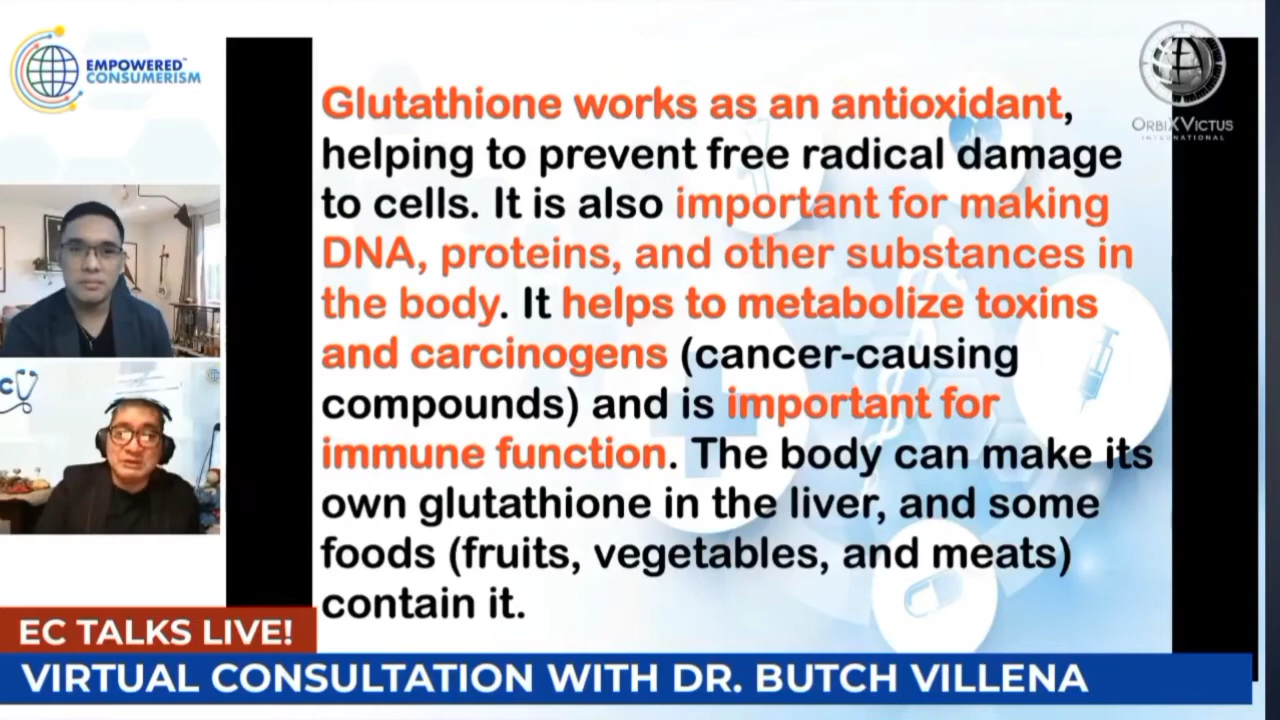 EMPOWERED™
CONSUMERISM
ORBIXVICTUS
INTERNATIONAL
Glutathione works as an antioxidant,
helping to prevent free radical damage
to cells. It is also important for making
DNA, proteins, and other substances in
the body. It helps to metabolize toxins
and carcinogens (cancer-causing
compounds) and is important for
immune function. The body can make its
own glutathione in the liver, and some
foods (fruits, vegetables, and meats)
contain it.
EC TALKS LIVE!
VIRTUAL CONSULTATION WITH DR. BUTCH VILLENA